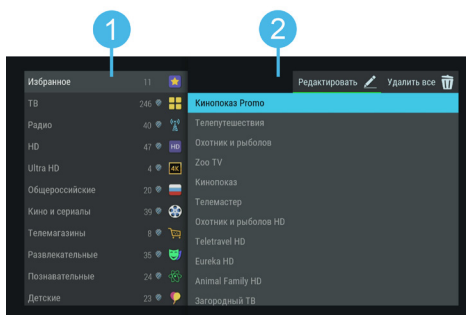 1
2
Редактировать
Удалить все
Избранное 11
ТВ 246
Радио 40
HD 47 HD
Ultra HD 4 4K
Общероссийские 20
Кино и сериалы 39
Телемагазины 8
Развлекательные 35
Познавательные 24
Детские 23
Кинопоказ Promo
Телепутешествия
Охотник и рыболов
Zoo TV
Кинопоказ
Телемастер
Охотник и рыболов HD
Teletravel HD
Eureka HD
Animal Family HD
Загородный ТВ